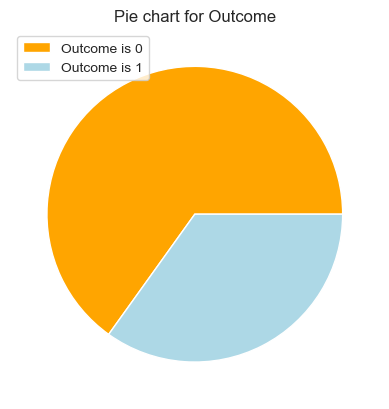 Pie chart for Outcome
Outcome is 0
Outcome is 1